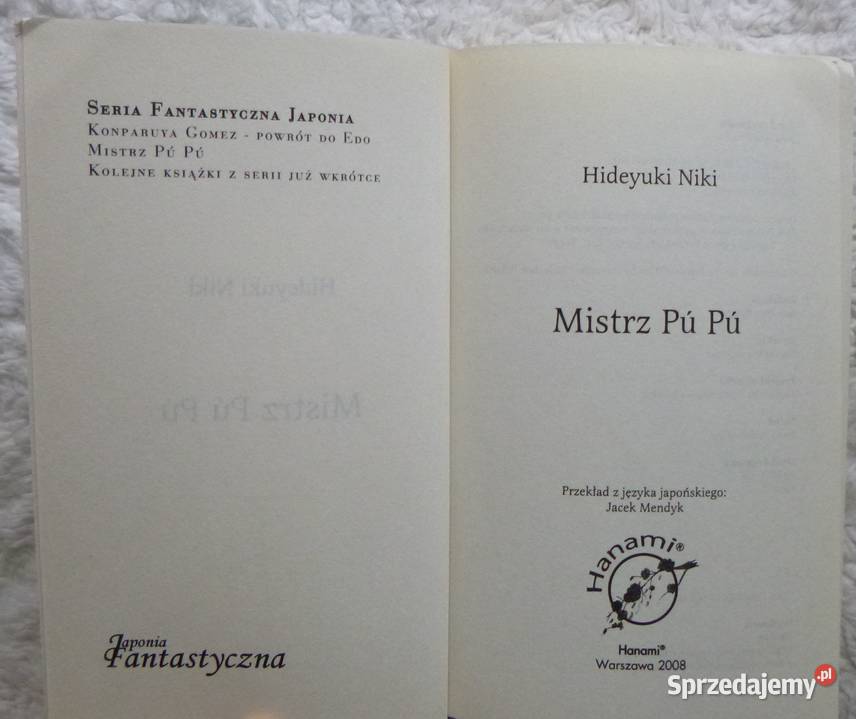 Seria Fantastyczna Japonia
Konparuya Gomez - powrót do Edo
Mistrz Pú Pú
Kolejne książki z serii już wkrótce
Japonia
Fantastyczna
Hideyuki Niki
Mistrz Pú Pú
Przekład z języka japońskiego:
Jacek Mendyk
Hanami®
Hanami®
Warszawa 2008
Sprzedajemy.pl